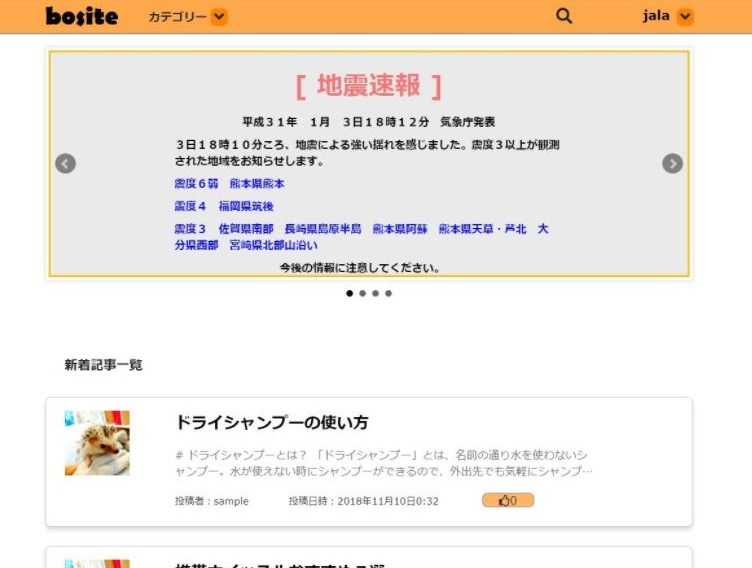 bosite カテゴリー jala
[ 地震速報 ]
平成３１年　１月　３日１８時１２分　気象庁発表
３日１８時１０分ころ、地震による強い揺れを感じました。震度３以上が観測
された地域をお知らせします。
震度６弱　熊本県熊本
震度４　福岡県筑後
震度３　佐賀県南部　長崎県島原半島　熊本県阿蘇　熊本県天草・芦北　大
分県西部　宮崎県北部山沿い
今後の情報に注意してください。
新着記事一覧
ドライシャンプーの使い方
# ドライシャンプーとは？ 「ドライシャンプー」とは、名前の通り水を使わないシ
ャンプー。水が使えない時にシャンプーができるので、外出先でも気軽にシャンプ…
投稿者：sample 投稿日時：2018年11月10日0:32 0